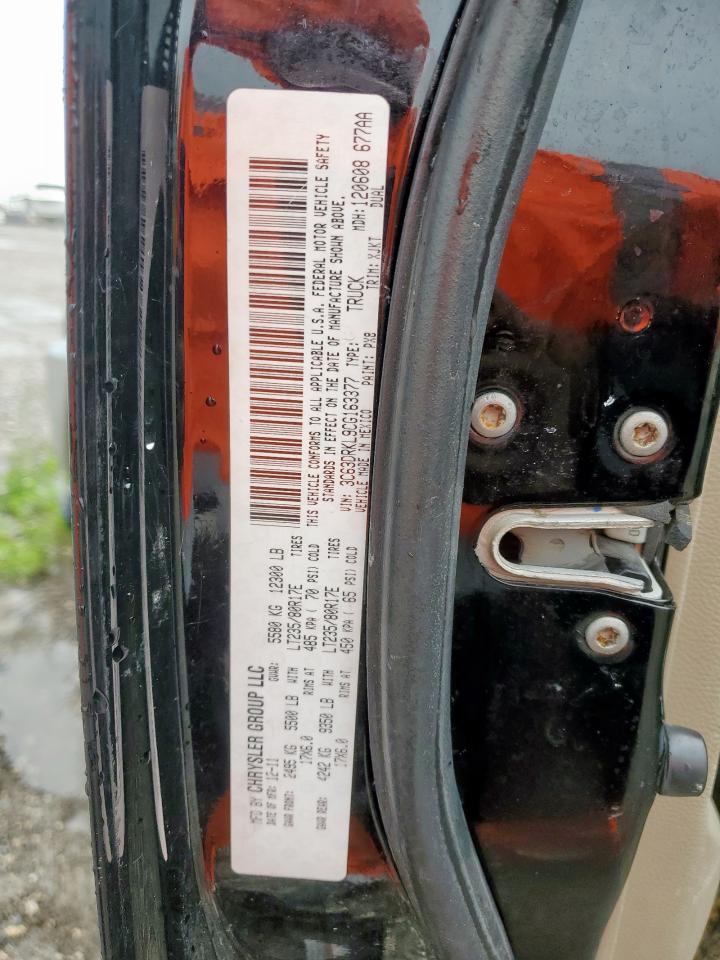 MFD BY CHRYSLER GROUP LLC
DATE OF MFR: 12-11 GVWR: 5580 KG 12300 LB
GAWR FRONT: 2495 KG 5500 LB WITH LT235/80R17E TIRES
17X6.0 RIMS AT 485 KPA ( 70 PSI) COLD
GAWR REAR: 4242 KG 9350 LB WITH LT235/80R17E TIRES
17X6.0 RIMS AT 450 KPA ( 65 PSI) COLD
THIS VEHICLE CONFORMS TO ALL APPLICABLE U.S.A. FEDERAL MOTOR VEHICLE SAFETY
STANDARDS IN EFFECT ON THE DATE OF MANUFACTURE SHOWN ABOVE.
VIN: 3C63DRKL9CG163377 TYPE: TRUCK MDH: 120608 677AA
VEHICLE MADE IN MEXICO PAINT: PX8 TRIM: XJKT DUAL